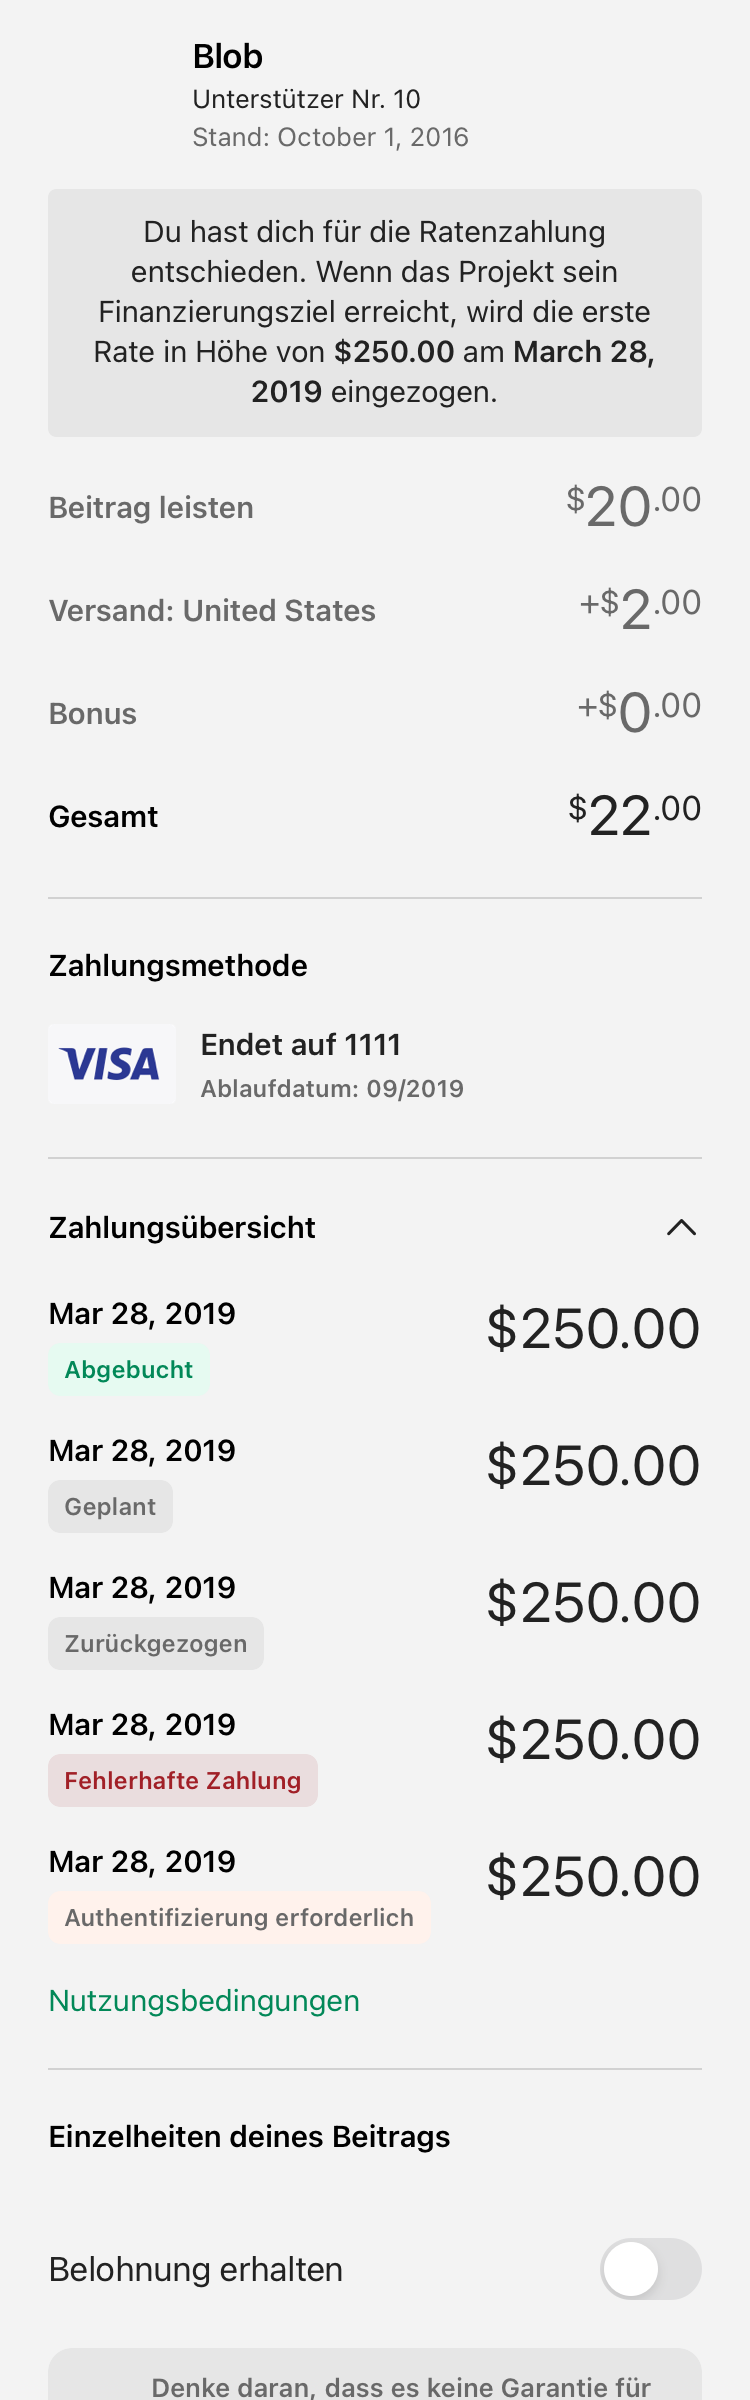 Blob
Unterstützer Nr. 10
Stand: October 1, 2016
Du hast dich für die Ratenzahlung
entschieden. Wenn das Projekt sein
Finanzierungsziel erreicht, wird die erste
Rate in Höhe von $250.00 am March 28,
2019 eingezogen.
Beitrag leisten $20.00
Versand: United States +$2.00
Bonus +$0.00
Gesamt $22.00
Zahlungsmethode
VISA
Endet auf 1111
Ablaufdatum: 09/2019
Zahlungsübersicht
Mar 28, 2019 $250.00
Abgebucht
Mar 28, 2019 $250.00
Geplant
Mar 28, 2019 $250.00
Zurückgezogen
Mar 28, 2019 $250.00
Fehlerhafte Zahlung
Mar 28, 2019 $250.00
Authentifizierung erforderlich
Nutzungsbedingungen
Einzelheiten deines Beitrags
Belohnung erhalten
Denke daran, dass es keine Garantie für